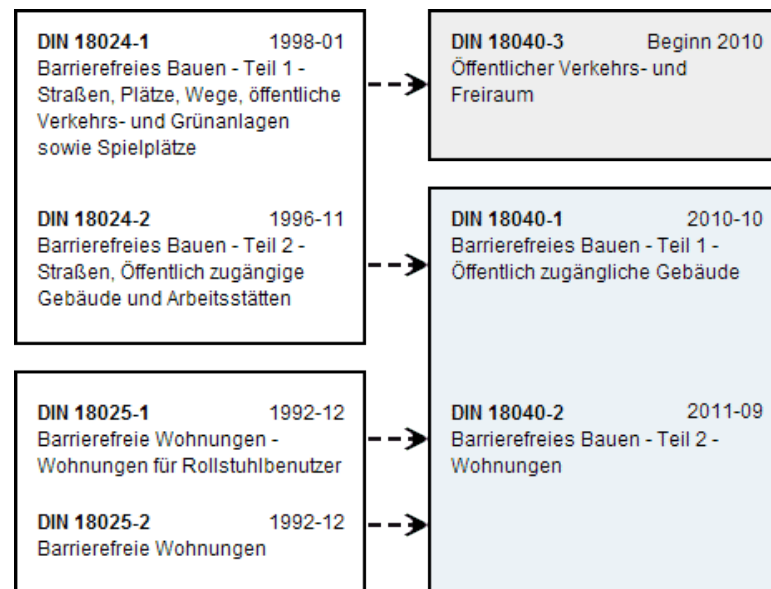 DIN 18024-1 1998-01
Barrierefreies Bauen - Teil 1 -
Straßen, Plätze, Wege, öffentliche
Verkehrs- und Grünanlagen
sowie Spielplätze
DIN 18024-2 1996-11
Barrierefreies Bauen - Teil 2 -
Straßen, Öffentlich zugängige
Gebäude und Arbeitsstätten
DIN 18025-1 1992-12
Barrierefreie Wohnungen -
Wohnungen für Rollstuhlbenutzer
DIN 18025-2 1992-12
Barrierefreie Wohnungen
DIN 18040-3 Beginn 2010
Öffentlicher Verkehrs- und
Freiraum
DIN 18040-1 2010-10
Barrierefreies Bauen - Teil 1 -
Öffentlich zugängliche Gebäude
DIN 18040-2 2011-09
Barrierefreies Bauen - Teil 2 -
Wohnungen